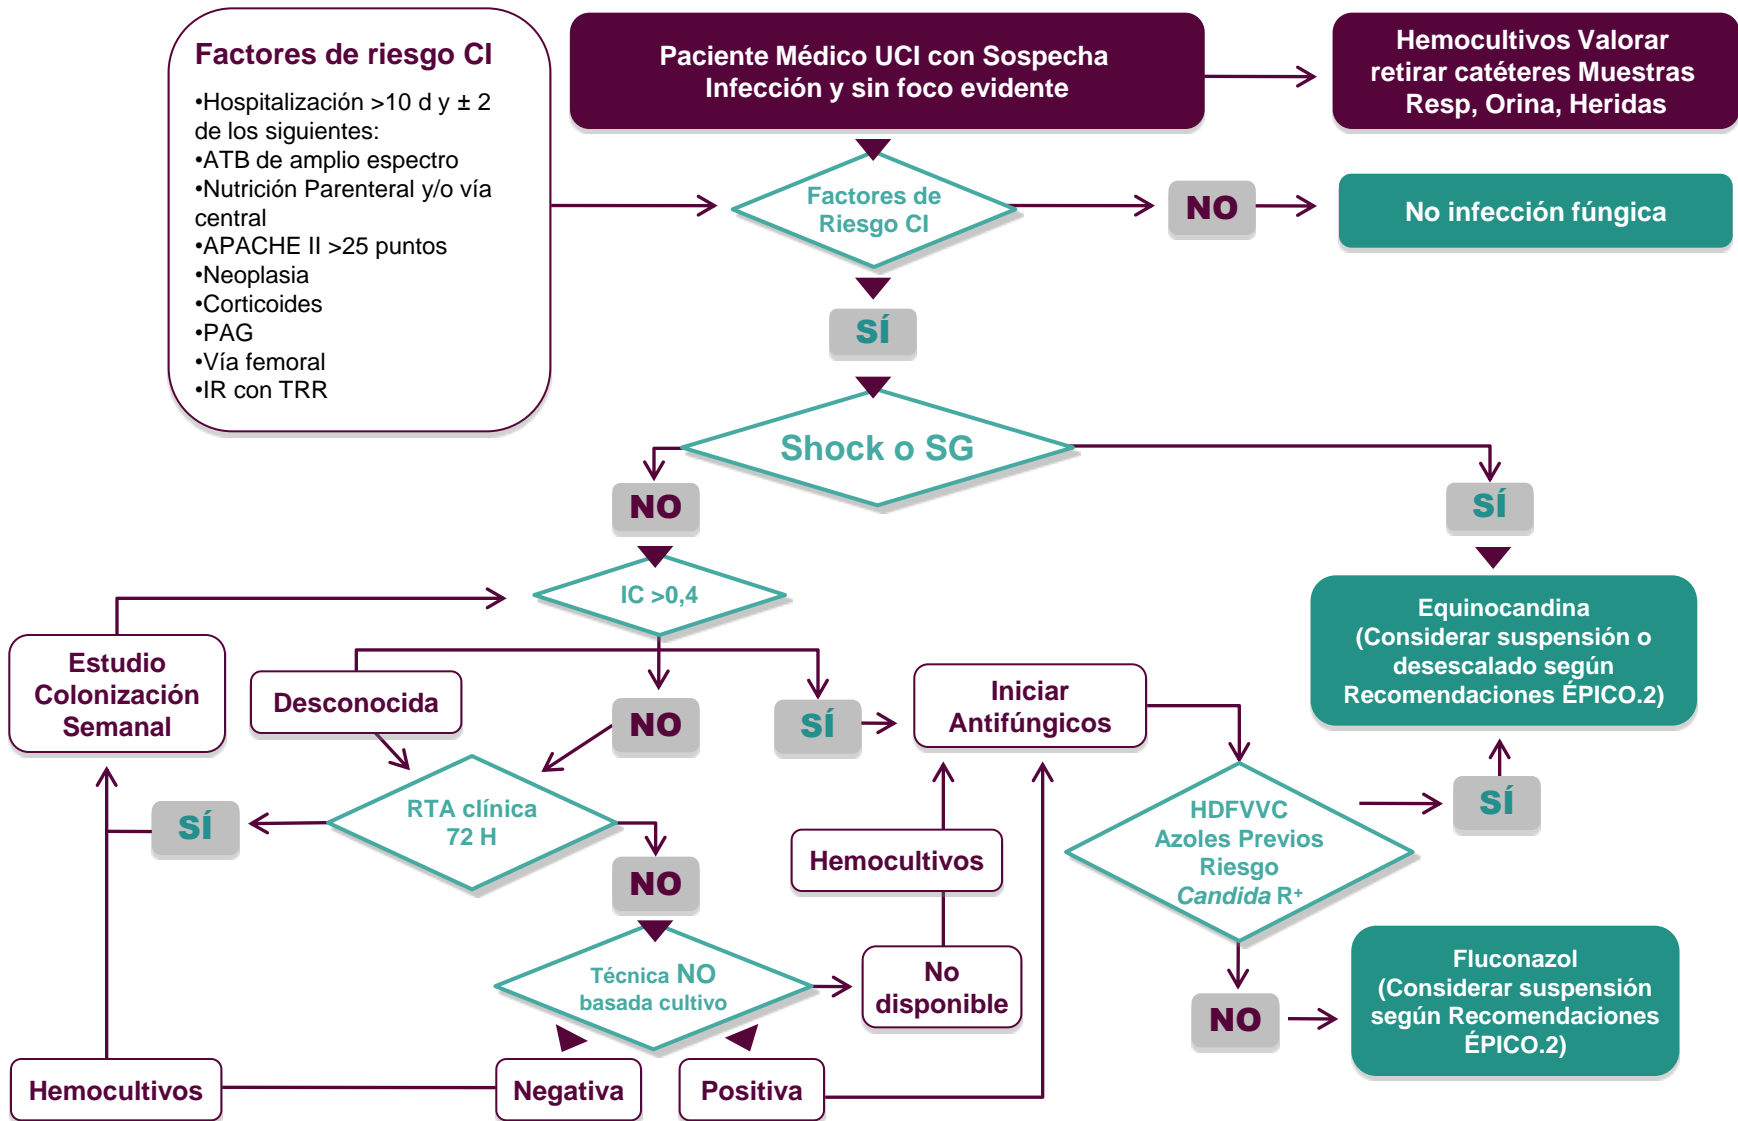 Factores de riesgo CI
•Hospitalización >10 d y ± 2
de los siguientes:
•ATB de amplio espectro
•Nutrición Parenteral y/o vía
central
•APACHE II >25 puntos
•Neoplasia
•Corticoides
•PAG
•Vía femoral
•IR con TRR
Paciente Médico UCI con Sospecha
Infección y sin foco evidente
Hemocultivos Valorar
retirar catéteres Muestras
Resp, Orina, Heridas
Factores de
Riesgo CI
NO
No infección fúngica
SÍ
Shock o SG
NO
SÍ
IC >0,4
Equinocandina
(Considerar suspensión o
desescalado según
Recomendaciones ÉPICO.2)
Estudio
Colonización
Semanal
Desconocida
NO
SÍ
Iniciar
Antifúngicos
RTA clínica
72 H
SÍ
NO
Hemocultivos
HDFVVC
Azoles Previos
Riesgo
Candida R+
SÍ
Técnica NO
basada cultivo
No
disponible
NO
Fluconazol
(Considerar suspensión
según Recomendaciones
ÉPICO.2)
Hemocultivos
Negativa
Positiva